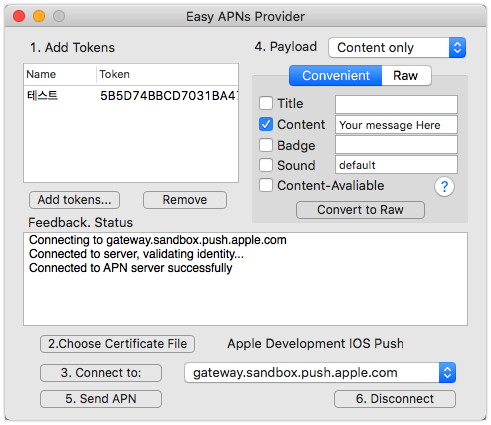 Easy APNs Provider
1. Add Tokens
Name Token
테스트 5B5D74BBCD7031BA47
Add tokens... Remove
4. Payload Content only
Convenient Raw
Title
Content Your message Here
Badge
Sound default
Content-Avaliable ?
Convert to Raw
Feedback. Status
Connecting to gateway.sandbox.push.apple.com
Connected to server, validating identity...
Connected to APN server successfully
2.Choose Certificate File Apple Development IOS Push
3. Connect to: gateway.sandbox.push.apple.com
5. Send APN 6. Disconnect